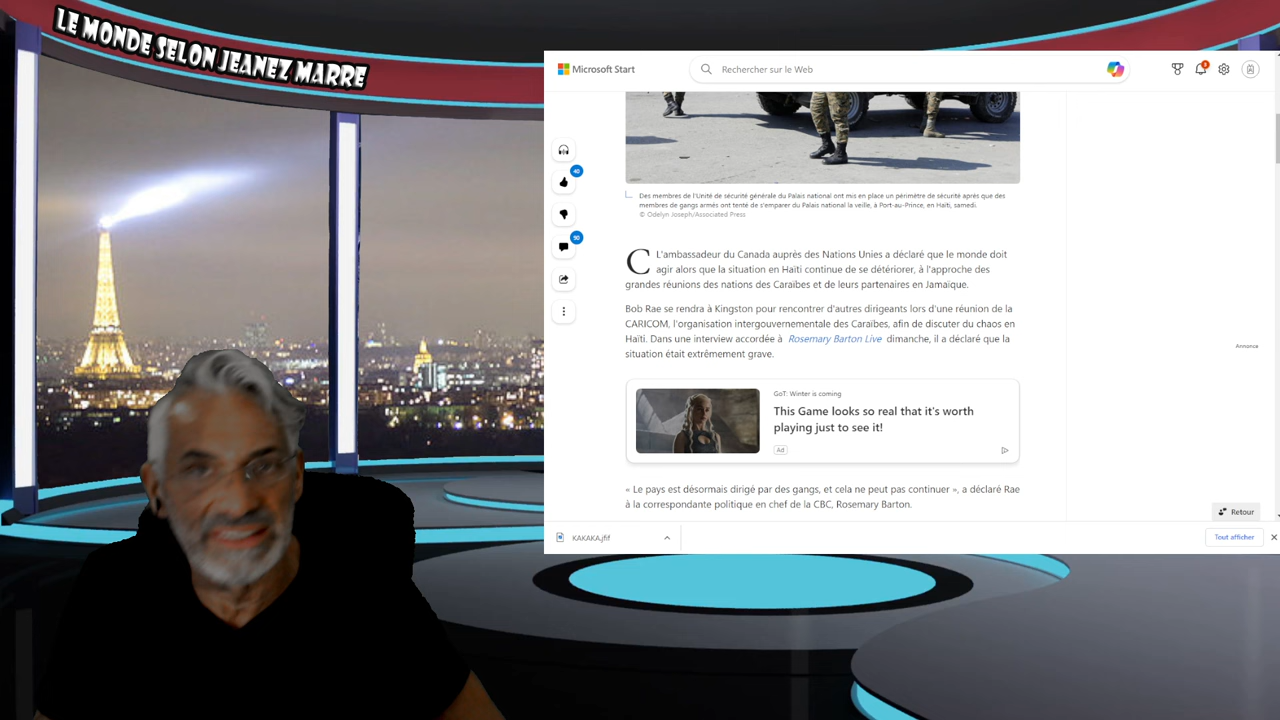 LE MONDE SELON JEANEZ MARRE
Microsoft Start
Rechercher sur le Web
3
40
90
Des membres de l'Unité de sécurité générale du Palais national ont mis en place un périmètre de sécurité après que des
membres de gangs armés ont tenté de s'emparer du Palais national la veille, à Port-au-Prince, en Haïti, samedi.
© Odelyn Joseph/Associated Press
C L'ambassadeur du Canada auprès des Nations Unies a déclaré que le monde doit
agir alors que la situation en Haïti continue de se détériorer, à l'approche des
grandes réunions des nations des Caraïbes et de leurs partenaires en Jamaïque.
Bob Rae se rendra à Kingston pour rencontrer d'autres dirigeants lors d'une réunion de la
CARICOM, l'organisation intergouvernementale des Caraïbes, afin de discuter du chaos en
Haïti. Dans une interview accordée à Rosemary Barton Live dimanche, il a déclaré que la
situation était extrêmement grave.
Annonce
GoT: Winter is coming
This Game looks so real that it's worth
playing just to see it!
Ad
« Le pays est désormais dirigé par des gangs, et cela ne peut pas continuer », a déclaré Rae
à la correspondante politique en chef de la CBC, Rosemary Barton.
Retour
KAKAKA.jfif
Tout afficher